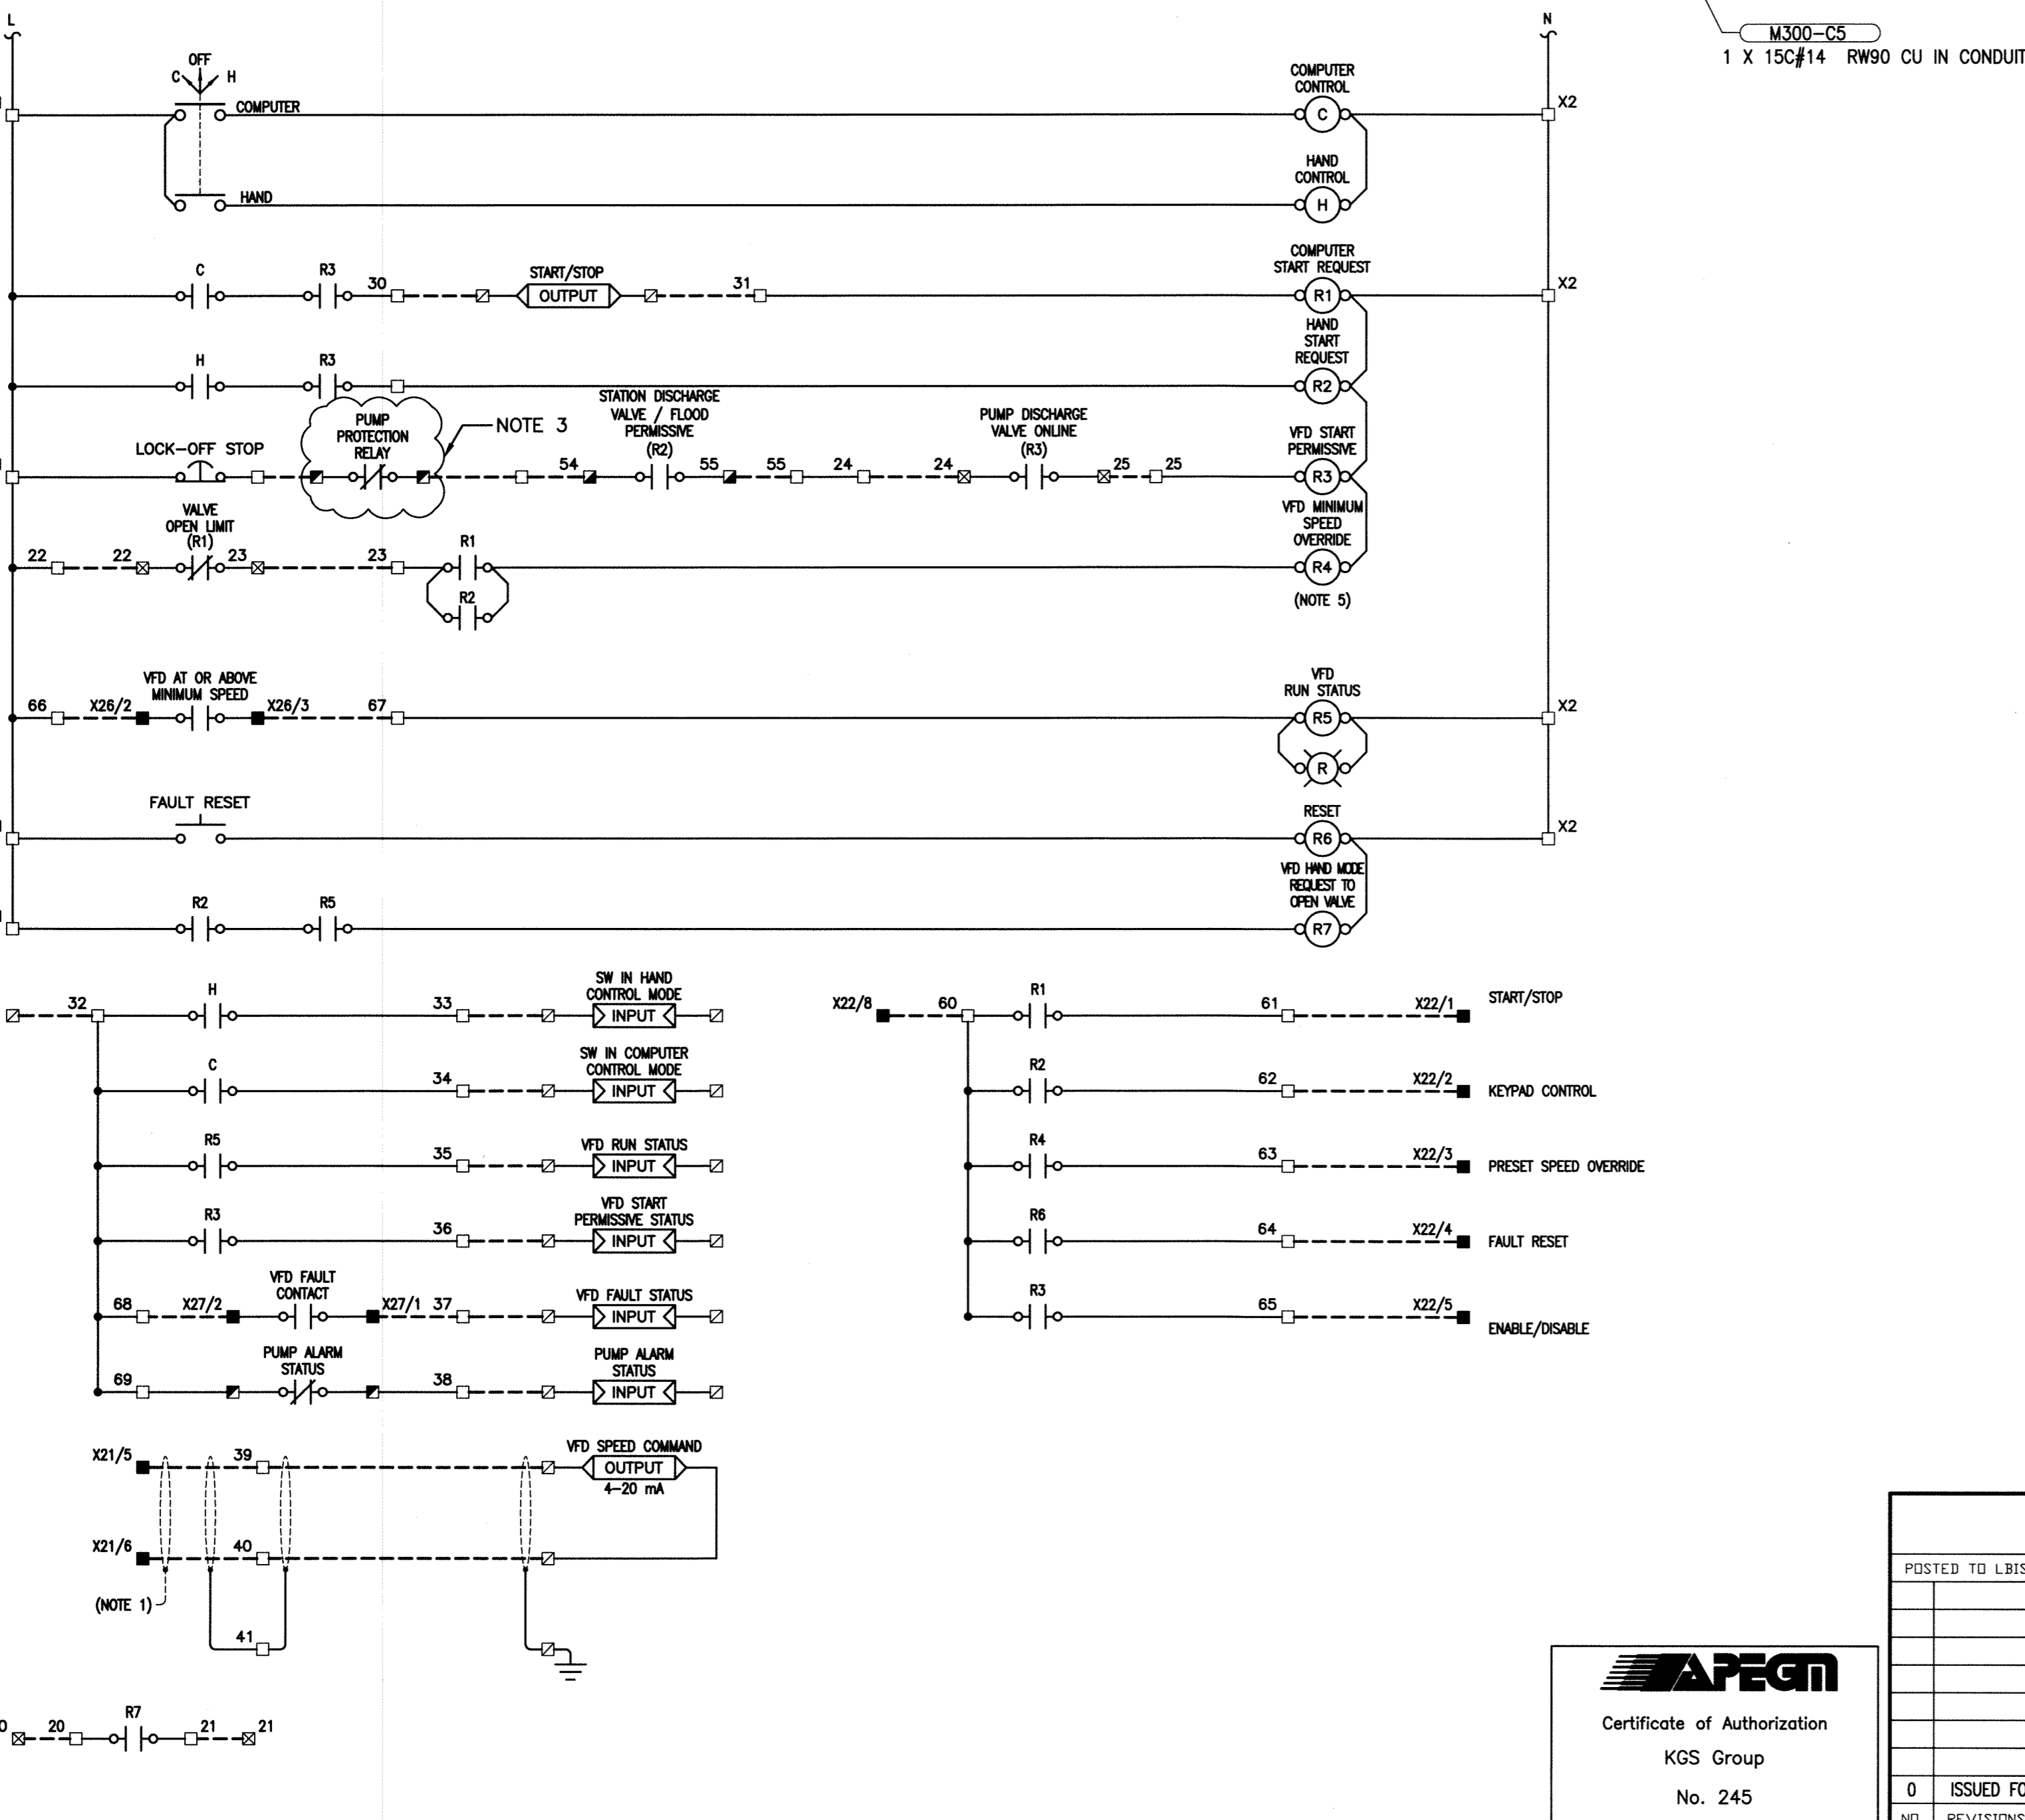 L
N
M300-C5
1 X 15C#14 RW90 CU IN CONDUIT
OFF
C H
COMPUTER
COMPUTER
CONTROL
C
X2
HAND
CONTROL
HAND
H
COMPUTER
START REQUEST
C R3 30 START/STOP 31
OUTPUT
R1
X2
HAND
START
REQUEST
H R3
R2
STATION DISCHARGE
VALVE / FLOOD
PERMISSIVE
(R2)
PUMP
PROTECTION
RELAY
NOTE 3
PUMP DISCHARGE
VALVE ONLINE
(R3)
VFD START
PERMISSIVE
LOCK-OFF STOP
54 55 55 24 24 25 25
R3
VALVE
OPEN LIMIT
(R1)
VFD MINIMUM
SPEED
OVERRIDE
22 22 23 23 R1
R4
R2
(NOTE 5)
VFD AT OR ABOVE
MINIMUM SPEED
VFD
RUN STATUS
66 X26/2 X26/3 67
R5
X2
R
FAULT RESET
RESET
R6
X2
VFD HAND MODE
REQUEST TO
OPEN VALVE
R2 R5
R7
32 H 33
SW IN HAND
CONTROL MODE
INPUT
C 34
SW IN COMPUTER
CONTROL MODE
INPUT
R5 35
VFD RUN STATUS
INPUT
R3 36
VFD START
PERMISSIVE STATUS
INPUT
VFD FAULT
CONTACT
68 X27/2 X27/1 37
VFD FAULT STATUS
INPUT
PUMP ALARM
STATUS
69 38
PUMP ALARM
STATUS
INPUT
X22/8 60 R1 61 X22/1 START/STOP
R2 62 X22/2 KEYPAD CONTROL
R4 63 X22/3 PRESET SPEED OVERRIDE
R6 64 X22/4 FAULT RESET
R3 65 X22/5
ENABLE/DISABLE
X21/5 39 VFD SPEED COMMAND
OUTPUT
4-20 mA
X21/6 40
(NOTE 1)
41
20 R7 21 21
POSTED TO LBIS
APEGM
Certificate of Authorization
KGS Group
No. 245
0 ISSUED FO
NO. REVISIONS